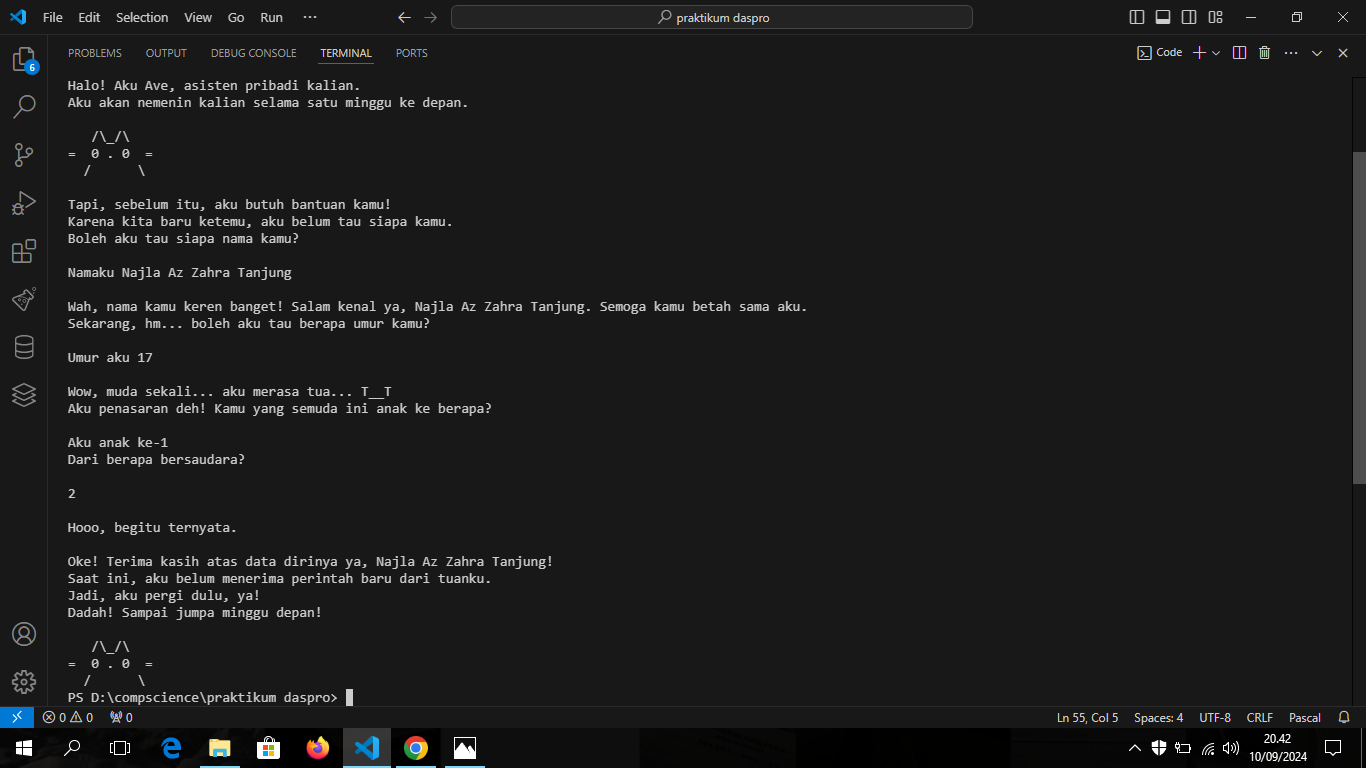 File Edit Selection View Go Run ··· praktikum daspro
PROBLEMS OUTPUT DEBUG CONSOLE TERMINAL PORTS Code
6
Halo! Aku Ave, asisten pribadi kalian.
Aku akan nemenin kalian selama satu minggu ke depan.
/\_/\
=  0 . 0  =
/      \
Tapi, sebelum itu, aku butuh bantuan kamu!
Karena kita baru ketemu, aku belum tau siapa kamu.
Boleh aku tau siapa nama kamu?
Namaku Najla Az Zahra Tanjung
Wah, nama kamu keren banget! Salam kenal ya, Najla Az Zahra Tanjung. Semoga kamu betah sama aku.
Sekarang, hm... boleh aku tau berapa umur kamu?
Umur aku 17
Wow, muda sekali... aku merasa tua... T__T
Aku penasaran deh! Kamu yang semuda ini anak ke berapa?
Aku anak ke-1
Dari berapa bersaudara?
2
Hooo, begitu ternyata.
Oke! Terima kasih atas data dirinya ya, Najla Az Zahra Tanjung!
Saat ini, aku belum menerima perintah baru dari tuanku.
Jadi, aku pergi dulu, ya!
Dadah! Sampai jumpa minggu depan!
/\_/\
=  0 . 0  =
/      \
PS D:\compscience\praktikum daspro>
0 0 0 Ln 55, Col 5 Spaces: 4 UTF-8 CRLF Pascal
20.42
10/09/2024